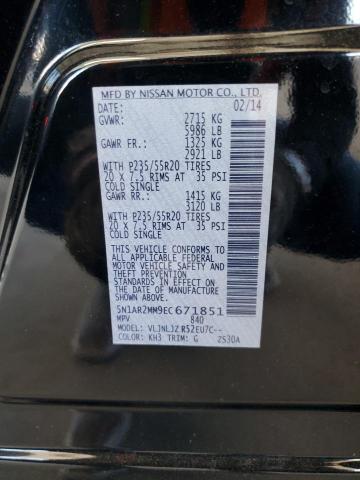 MFD BY NISSAN MOTOR CO., LTD.
DATE: 02/14
GVWR: 2715 KG
5986 LB
GAWR FR.: 1325 KG
2921 LB
WITH P235/55R20 TIRES
20 x 7.5 RIMS AT 35 PSI
COLD SINGLE
GAWR RR.: 1415 KG
3120 LB
WITH P235/55R20 TIRES
20 x 7.5 RIMS AT 35 PSI
COLD SINGLE
THIS VEHICLE CONFORMS TO
ALL APPLICABLE FEDERAL
MOTOR VEHICLE SAFETY
STANDARDS IN EFFECT ON
THE DATE OF MANUFACTURE
SHOWN ABOVE.
5N1AR2MM9EC671851
MPV 840
MODEL: VLJNLJZ R52EU7C--
COLOR: KH3 TRIM: G 2S30A